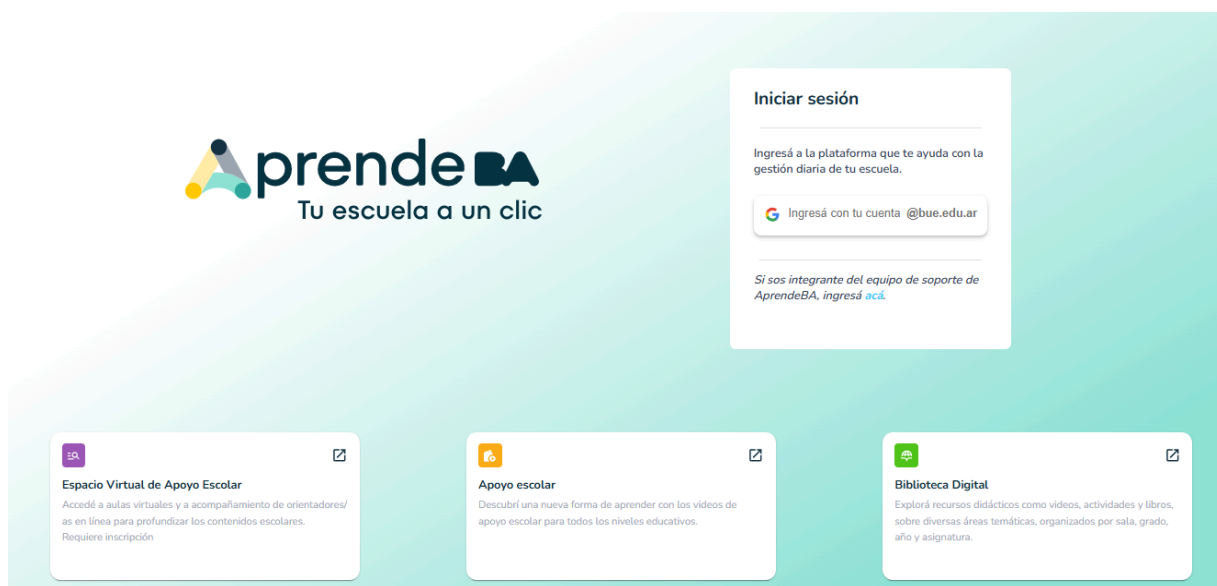 Iniciar sesión
Ingresá a la plataforma que te ayuda con la
gestión diaria de tu escuela.
Ingresá con tu cuenta @bue.edu.ar
Si sos integrante del equipo de soporte de
AprendeBA, ingresá acá.
Aprende BA
Tu escuela a un clic
Espacio Virtual de Apoyo Escolar
Accedé a aulas virtuales y a acompañamiento de orientadores/
as en línea para profundizar los contenidos escolares.
Requiere inscripción
Apoyo escolar
Descubrí una nueva forma de aprender con los videos de
apoyo escolar para todos los niveles educativos.
Biblioteca Digital
Explorá recursos didácticos como videos, actividades y libros,
sobre diversas áreas temáticas, organizados por sala, grado,
año y asignatura.